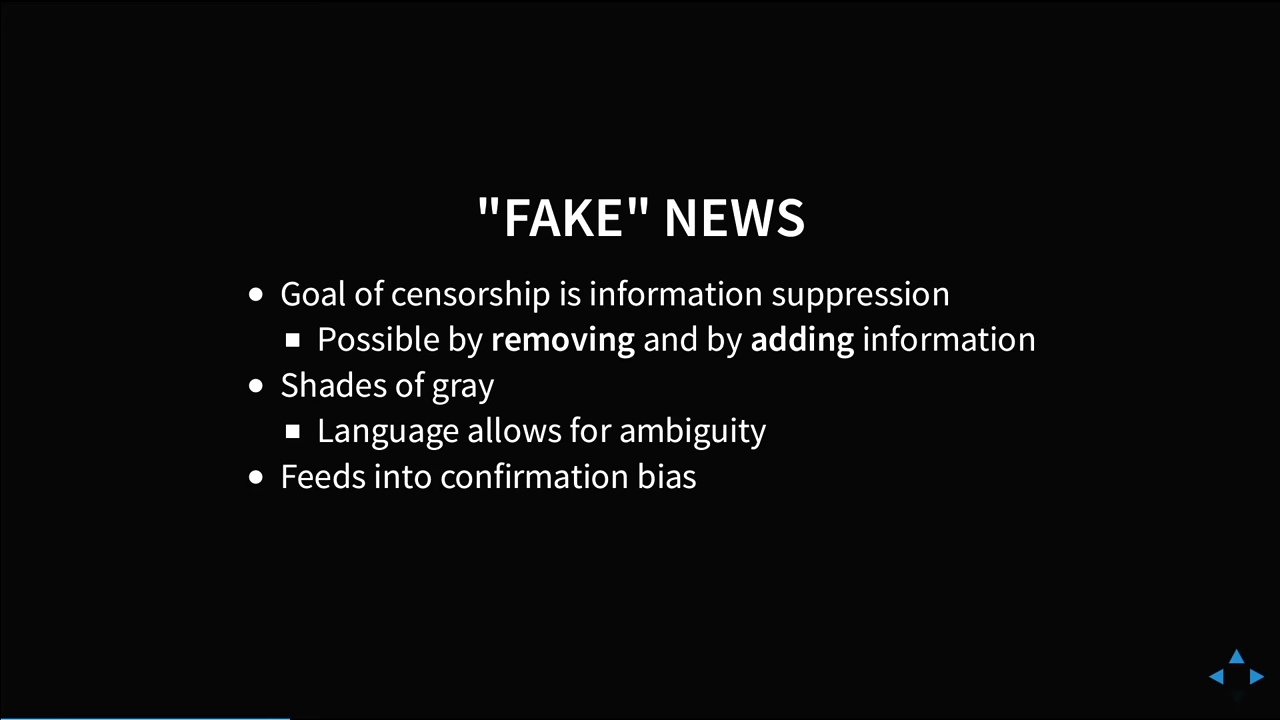 "FAKE" NEWS
Goal of censorship is information suppression
Possible by removing and by adding information
Shades of gray
Language allows for ambiguity
Feeds into confirmation bias